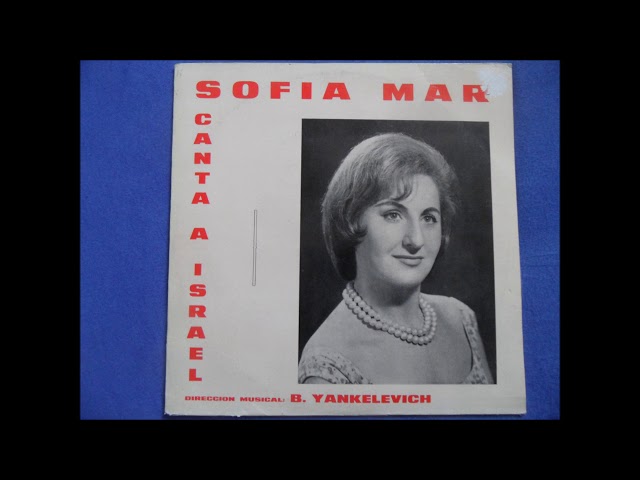 SOFIA MAR
CANTA A ISRAEL
DIRECCION MUSICAL: B. YANKELEVICH